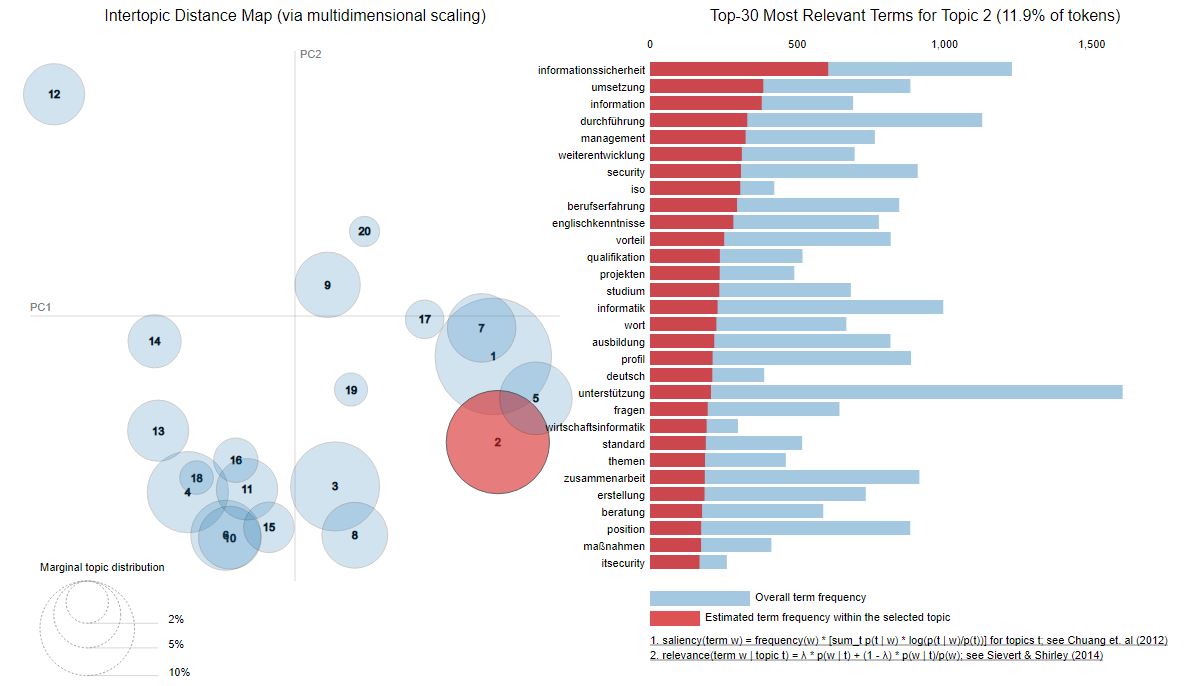 Intertopic Distance Map (via multidimensional scaling)
PC2
PC1
12
20
9
17
7
1
14
5
19
2
13
16
18
4
11
3
15
6
10
8
Marginal topic distribution
2%
5%
10%
Top-30 Most Relevant Terms for Topic 2 (11.9% of tokens)
0 500 1,000 1,500
informationssicherheit
umsetzung
information
durchführung
management
weiterentwicklung
security
iso
berufserfahrung
englischkenntnisse
vorteil
qualifikation
projekten
studium
informatik
wort
ausbildung
profil
deutsch
unterstützung
fragen
wirtschaftsinformatik
standard
themen
zusammenarbeit
erstellung
beratung
position
maßnahmen
itsecurity
Overall term frequency
Estimated term frequency within the selected topic
1. saliency(term w) = frequency(w) * [sum_t p(t | w) * log(p(t | w)/p(t))] for topics t; see Chuang et. al (2012)
2. relevance(term w | topic t) = λ * p(w | t) + (1 - λ) * p(w | t)/p(w); see Sievert & Shirley (2014)